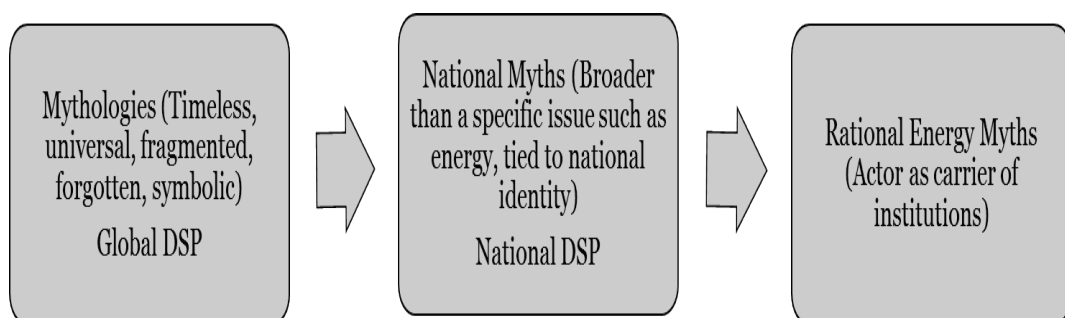 Mythologies (Timeless,
universal, fragmented,
forgotten, symbolic)
Global DSP
National Myths (Broader
than a specific issue such as
energy, tied to national
identity)
National DSP
Rational Energy Myths
(Actor as carrier of
institutions)